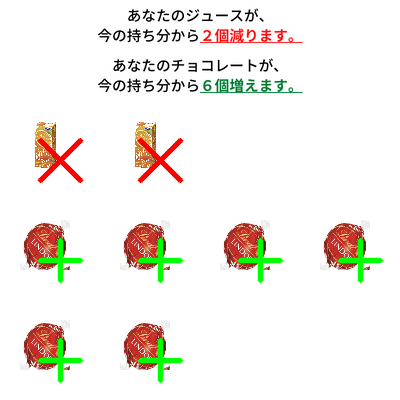 あなたのジュースが、
今の持ち分から２個減ります。
あなたのチョコレートが、
今の持ち分から６個増えます。